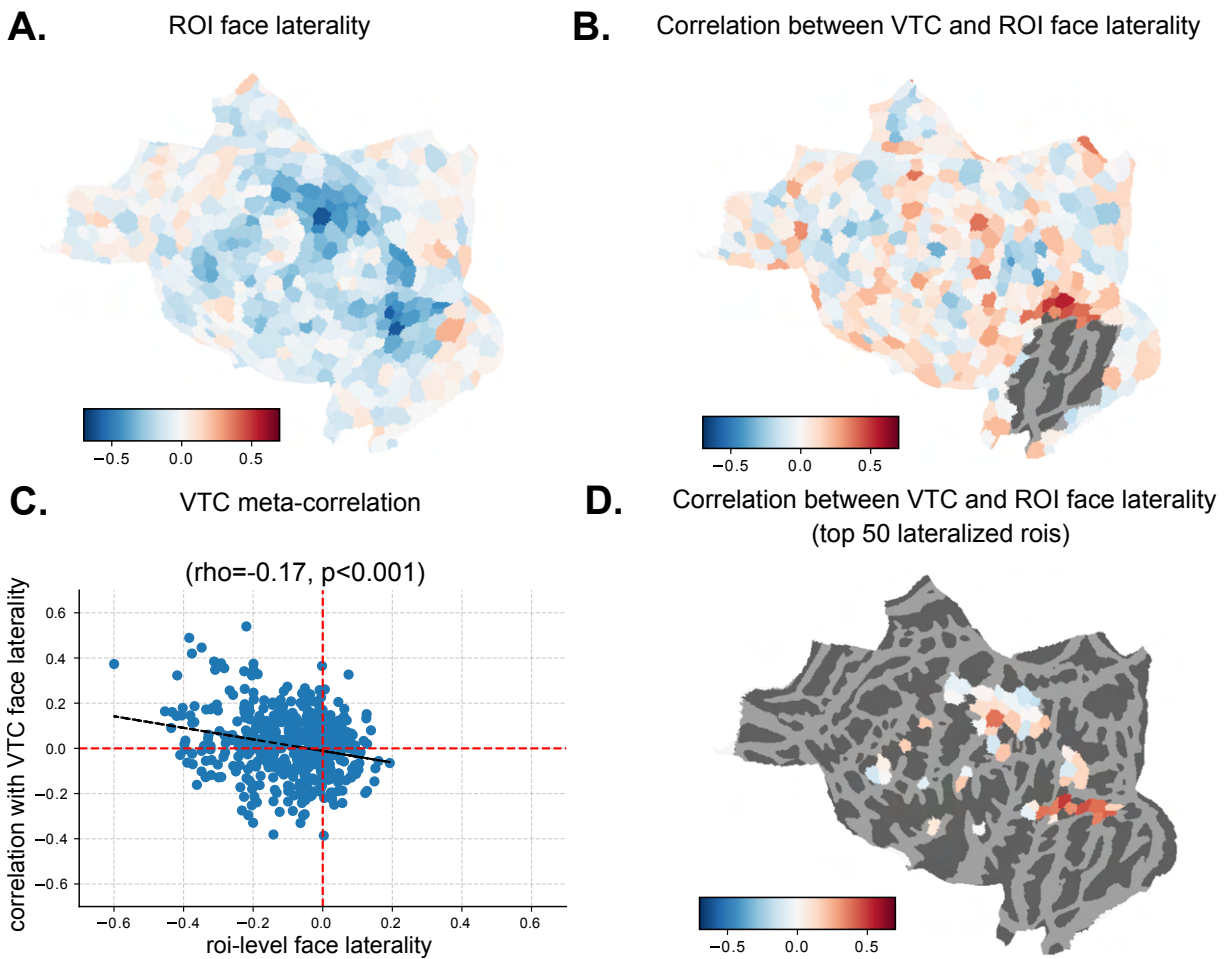 A.
ROI face laterality
−0.5 0.0 0.5
B.
Correlation between VTC and ROI face laterality
−0.5 0.0 0.5
C.
VTC meta-correlation
(rho=-0.17, p<0.001)
correlation with VTC face laterality
0.6
0.4
0.2
0.0
−0.2
−0.4
−0.6
−0.6 −0.4 −0.2 0.0 0.2 0.4 0.6
roi-level face laterality
D.
Correlation between VTC and ROI face laterality
(top 50 lateralized rois)
−0.5 0.0 0.5